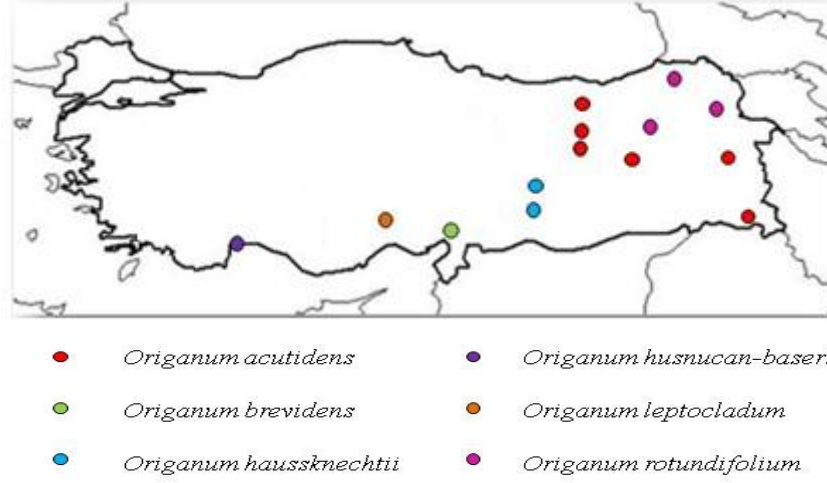 Origanum acutidens
Origanum husnucan-baseri
Origanum brevidens
Origanum leptocladum
Origanum haussknechtii
Origanum rotundifolium